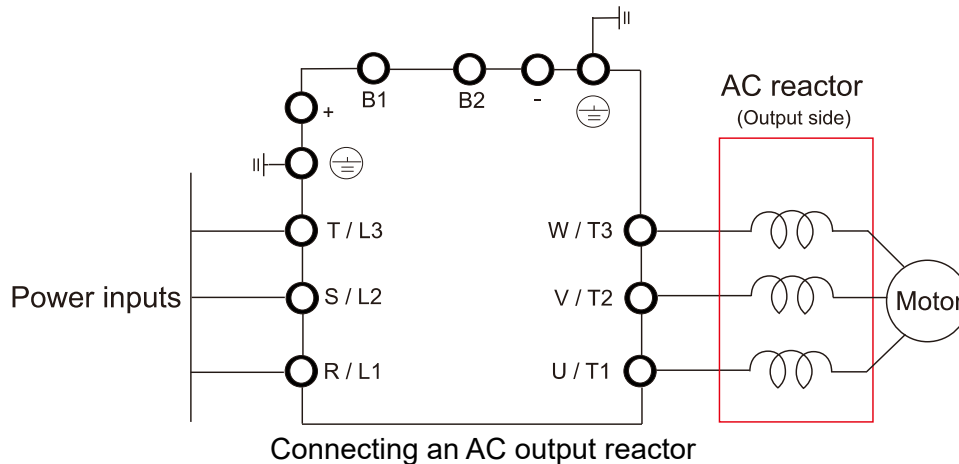 B1
B2
-
+
AC reactor
(Output side)
T / L3
W / T3
Power inputs
S / L2
V / T2
Motor
R / L1
U / T1
Connecting an AC output reactor